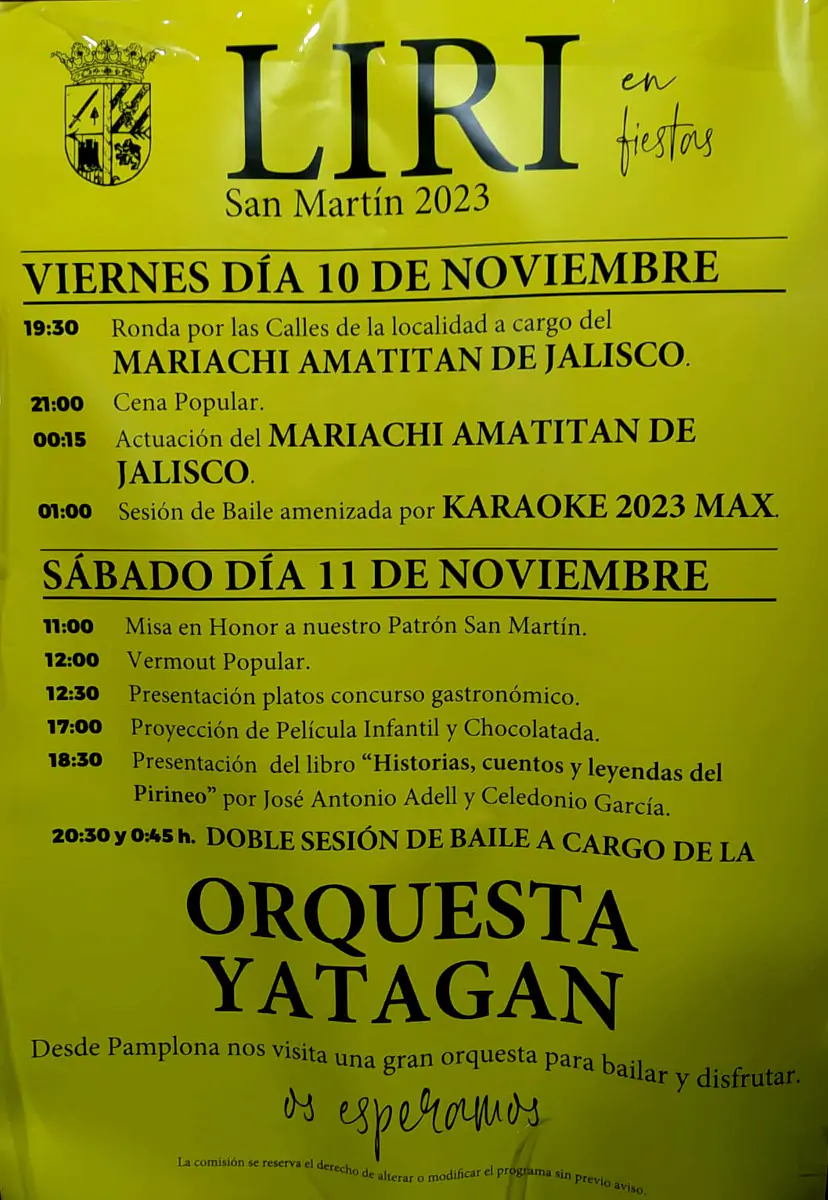 LIRI
en
fiestas
San Martín 2023
VIERNES DÍA 10 DE NOVIEMBRE
19:30 Ronda por las Calles de la localidad a cargo del
MARIACHI AMATITAN DE JALISCO.
21:00 Cena Popular.
00:15 Actuación del MARIACHI AMATITAN DE
JALISCO.
01:00 Sesión de Baile amenizada por KARAOKE 2023 MAX.
SÁBADO DÍA 11 DE NOVIEMBRE
11:00 Misa en Honor a nuestro Patrón San Martín.
12:00 Vermout Popular.
12:30 Presentación platos concurso gastronómico.
17:00 Proyección de Película Infantil y Chocolatada.
18:30 Presentación del libro “Historias, cuentos y leyendas del
Pirineo” por José Antonio Adell y Celedonio García.
20:30 y 0:45 h. DOBLE SESIÓN DE BAILE A CARGO DE LA
ORQUESTA
YATAGAN
Desde Pamplona nos visita una gran orquesta para bailar y disfrutar.
os esperamos
La comisión se reserva el derecho de alterar o modificar el programa sin previo aviso.